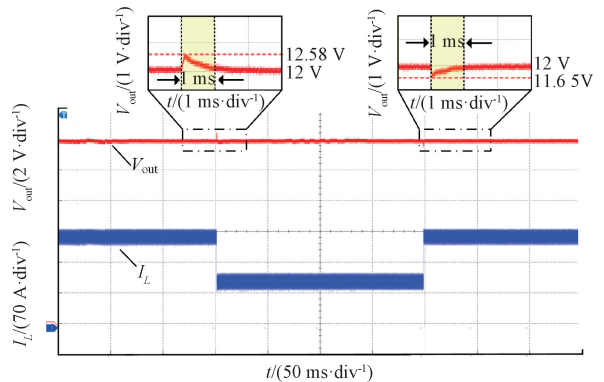 V_out/(1 V·div⁻¹)
1 ms
12.58 V
12 V
t/(1 ms·div⁻¹)
V_out/(1 V·div⁻¹)
1 ms
12 V
11.6 5V
t/(1 ms·div⁻¹)
V_out/(2 V·div⁻¹)
V_out
I_L/(70 A·div⁻¹)
I_L
t/(50 ms·div⁻¹)